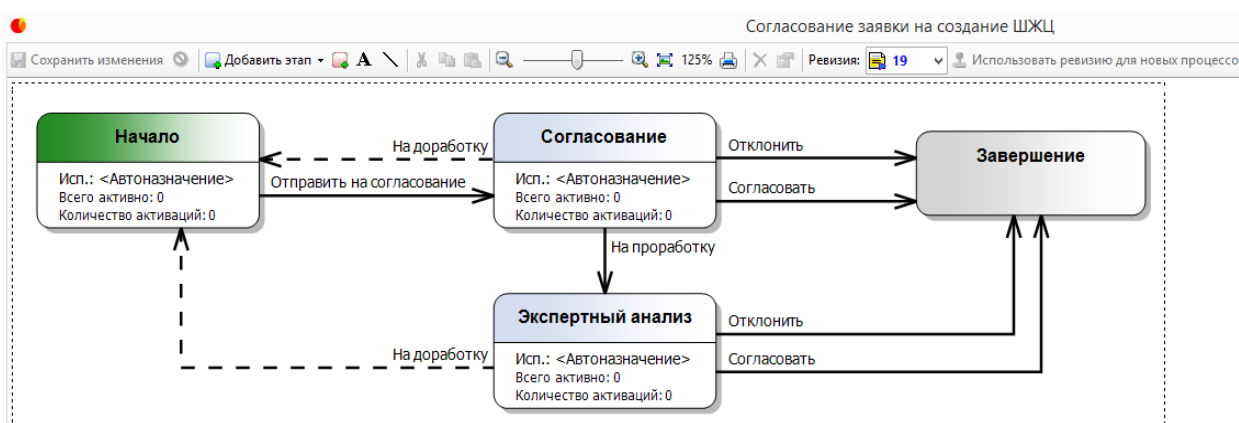 Согласование заявки на создание ШЖЦ
Сохранить изменения Добавить этап A 125% Ревизия: 19 Использовать ревизию для новых процессо
Начало
Исп.: <Автоназначение>
Всего активно: 0
Количество активаций: 0
На доработку
Отправить на согласование
Согласование
Исп.: <Автоназначение>
Всего активно: 0
Количество активаций: 0
Отклонить
Согласовать
Завершение
На проработку
Экспертный анализ
Исп.: <Автоназначение>
Всего активно: 0
Количество активаций: 0
На доработку
Отклонить
Согласовать